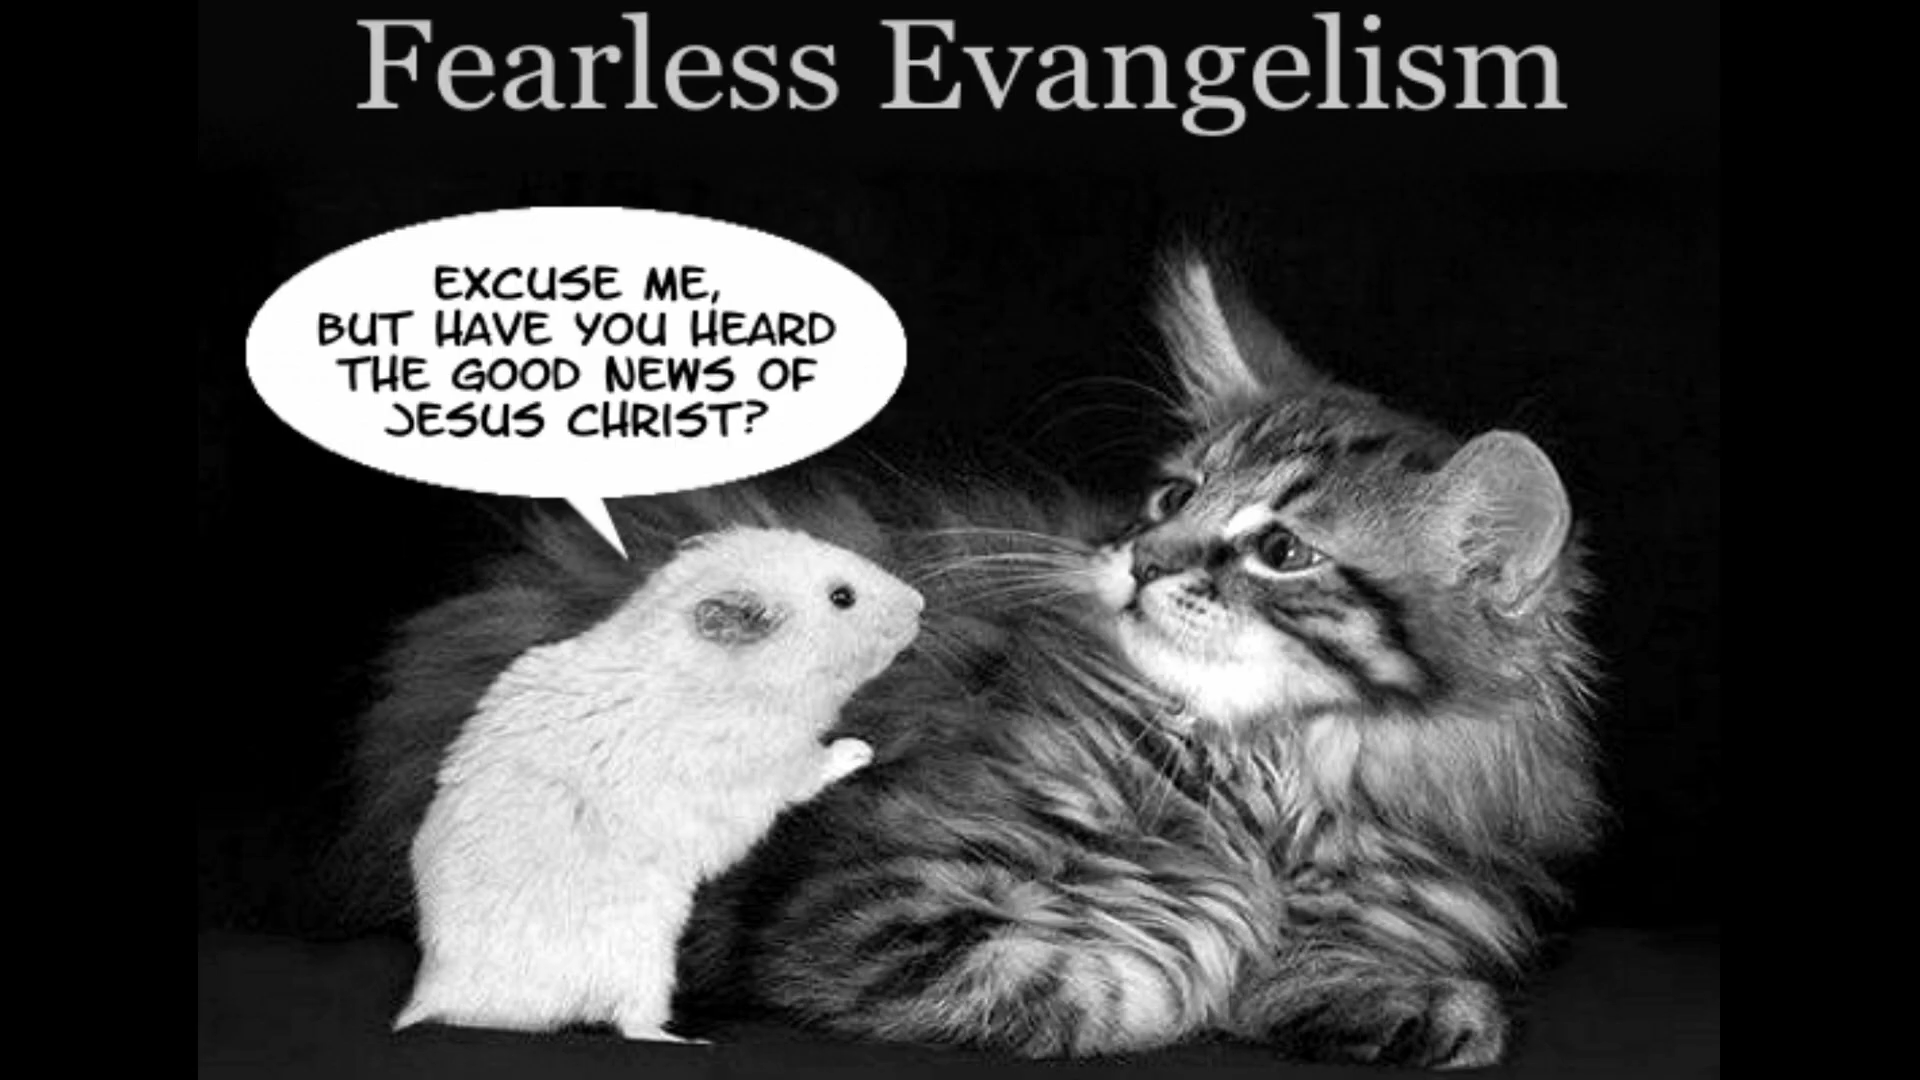 Fearless Evangelism
EXCUSE ME,
BUT HAVE YOU HEARD
THE GOOD NEWS OF
JESUS CHRIST?